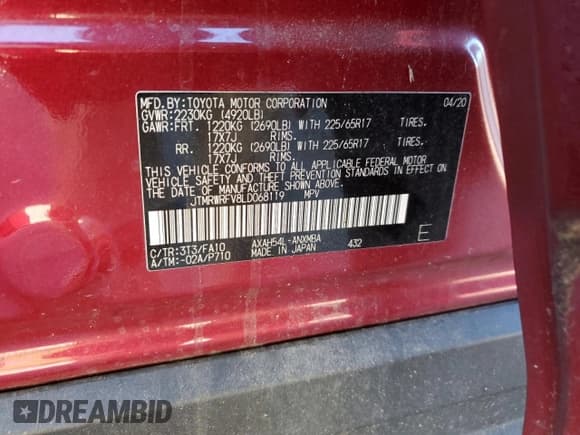 MFD.BY:TOYOTA MOTOR CORPORATION 04/20
GVWR:2230KG (4920LB)
GAWR:FRT. 1220KG (2690LB) WITH 225/65R17 TIRES.
17X7J RIMS.
RR. 1220KG (2690LB) WITH 225/65R17 TIRES.
17X7J RIMS.
THIS VEHICLE CONFORMS TO ALL APPLICABLE FEDERAL MOTOR
VEHICLE SAFETY AND THEFT PREVENTION STANDARDS IN EFFECT ON
THE DATE OF MANUFACTURE SHOWN ABOVE.
JTMRWRFV8LD068119 MPV
C/TR:3T3/FA10 AXAH54L-ANXMBA 432 E
A/TM:-02A/P710 MADE IN JAPAN
DREAMBID